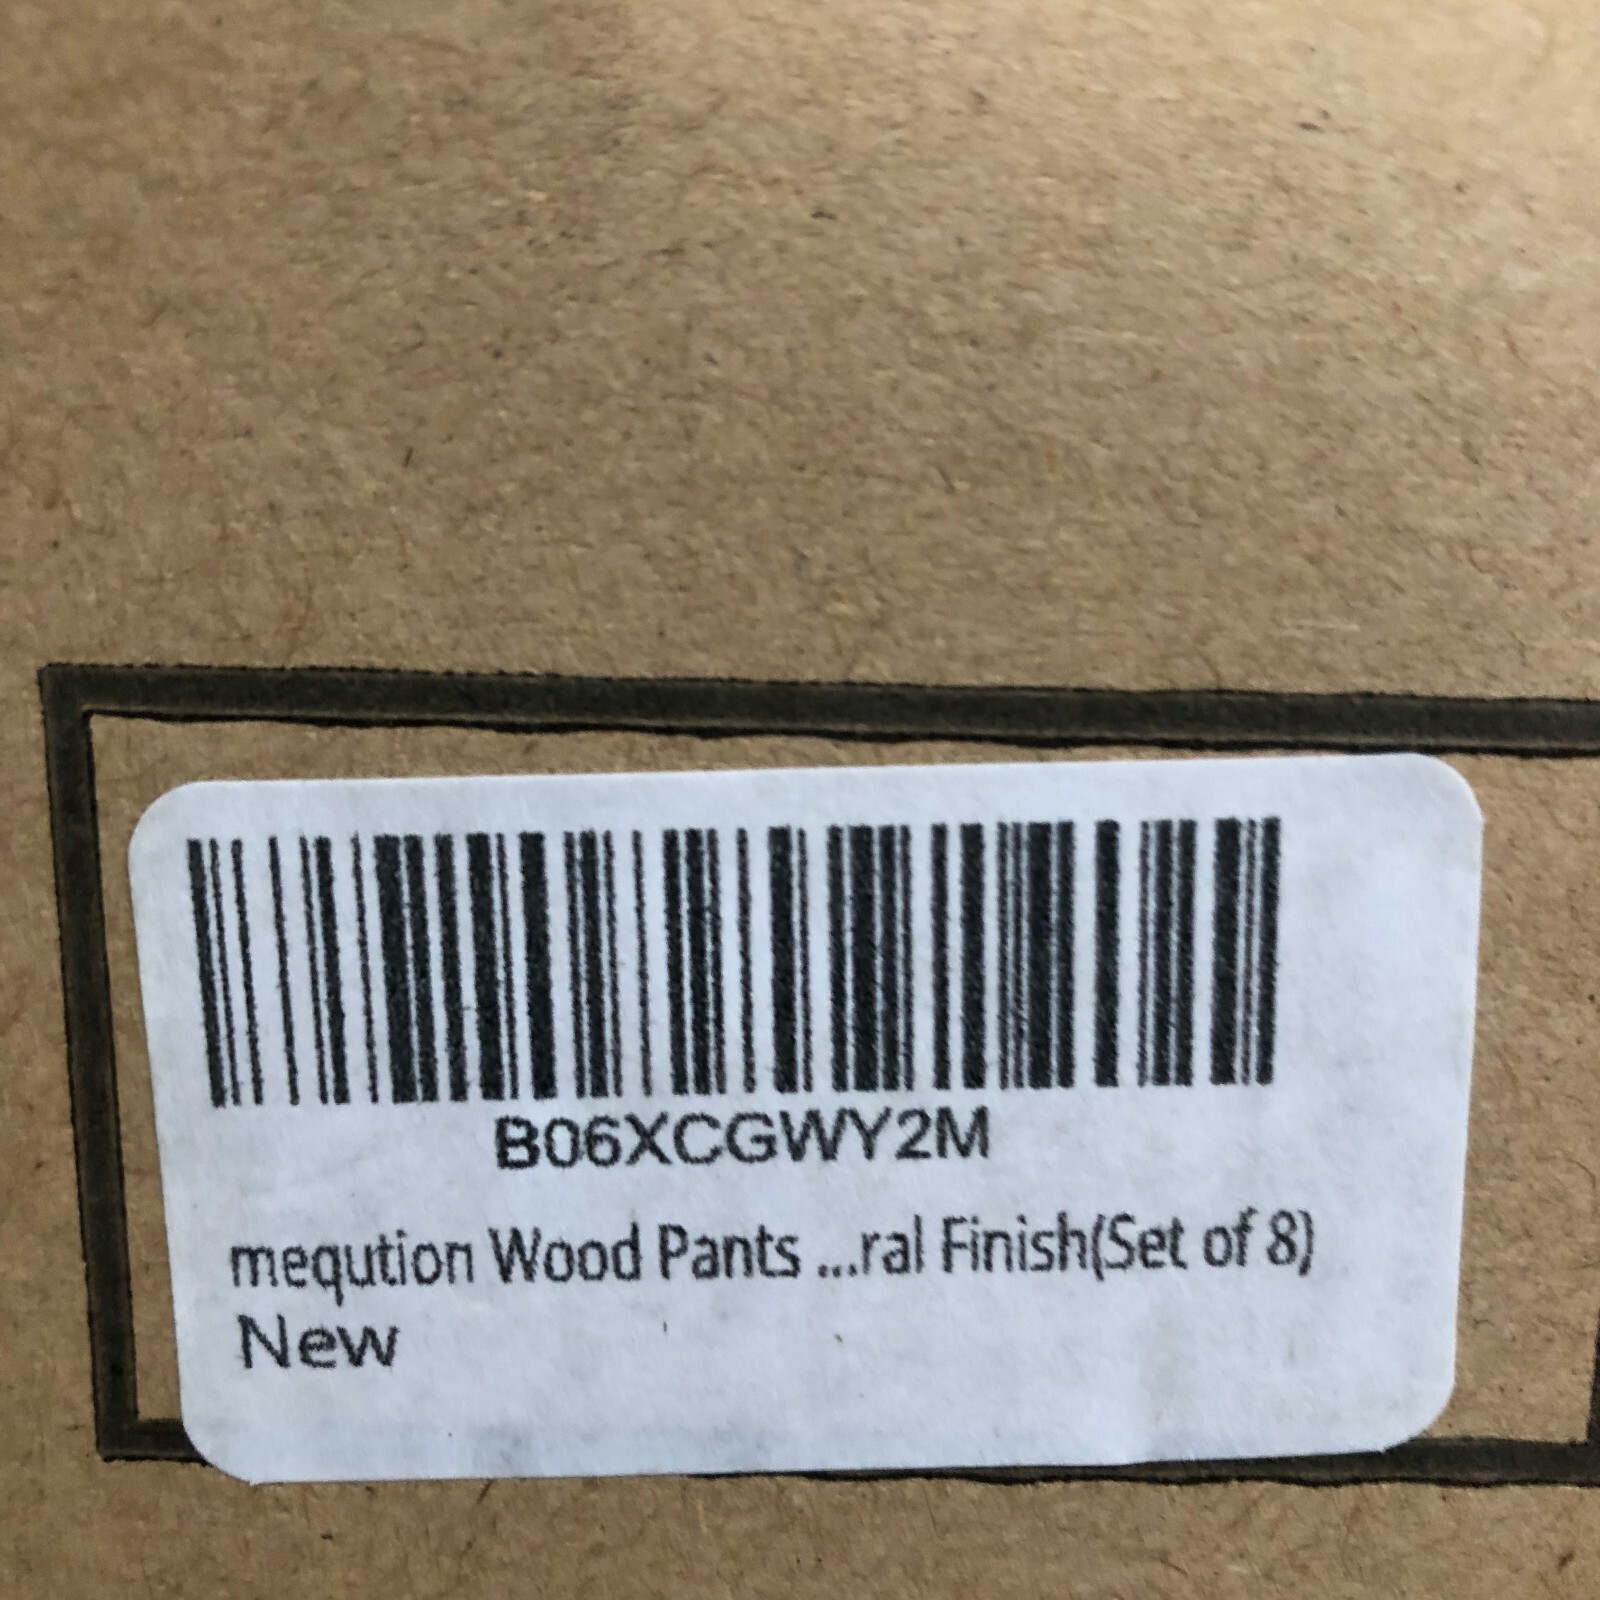 B06XCGWY2M
meqution Wood Pants ...ral Finish(Set of 8)
New